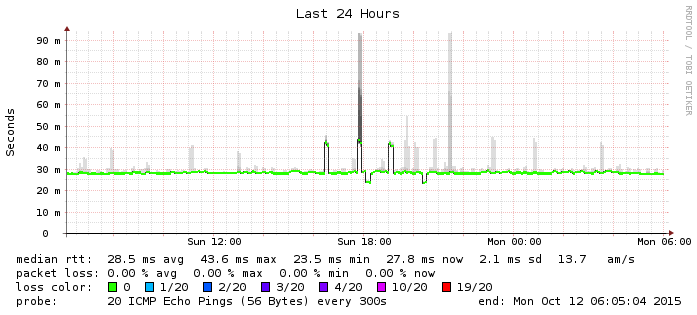 Last 24 Hours
RRDTOOL / TOBI OETIKER
Seconds
90 m
80 m
70 m
60 m
50 m
40 m
30 m
20 m
10 m
0
Sun 12:00 Sun 18:00 Mon 00:00 Mon 06:00
median rtt: 28.5 ms avg 43.6 ms max 23.5 ms min 27.8 ms now 2.1 ms sd 13.7 am/s
packet loss: 0.00 % avg 0.00 % max 0.00 % min 0.00 % now
loss color: 0 1/20 2/20 3/20 4/20 10/20 19/20
probe: 20 ICMP Echo Pings (56 Bytes) every 300s end: Mon Oct 12 06:05:04 2015